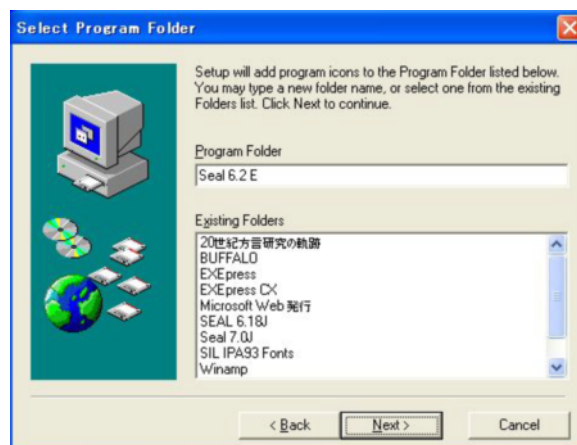 Select Program Folder
Setup will add program icons to the Program Folder listed below.
You may type a new folder name, or select one from the existing
Folders list. Click Next to continue.
Program Folder
Seal 6.2 E
Existing Folders
20世紀方言研究の軌跡
BUFFALO
EXEpress
EXEpress CX
Microsoft Web 発行
SEAL 6.18J
Seal 7.0J
SIL IPA93 Fonts
Winamp
< Back
Next >
Cancel